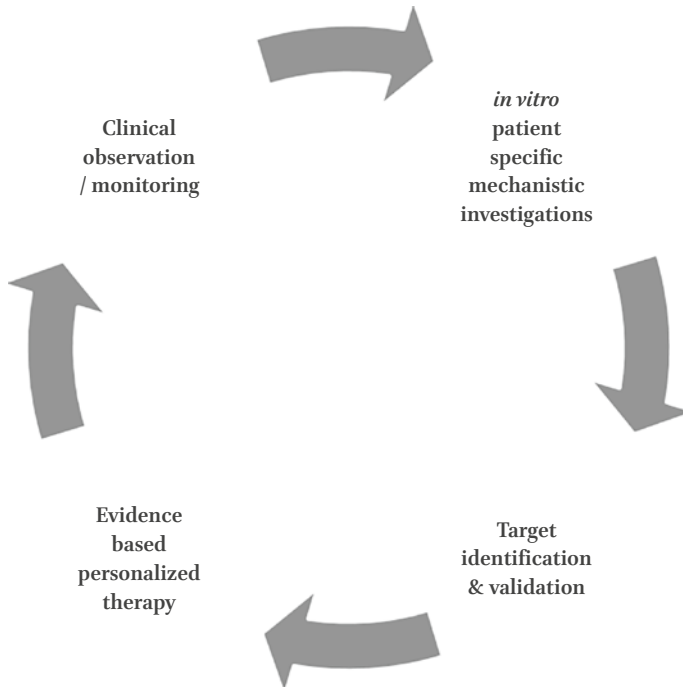 Clinical
observation
/ monitoring
in vitro
patient
specific
mechanistic
investigations
Evidence
based
personalized
therapy
Target
identification
& validation